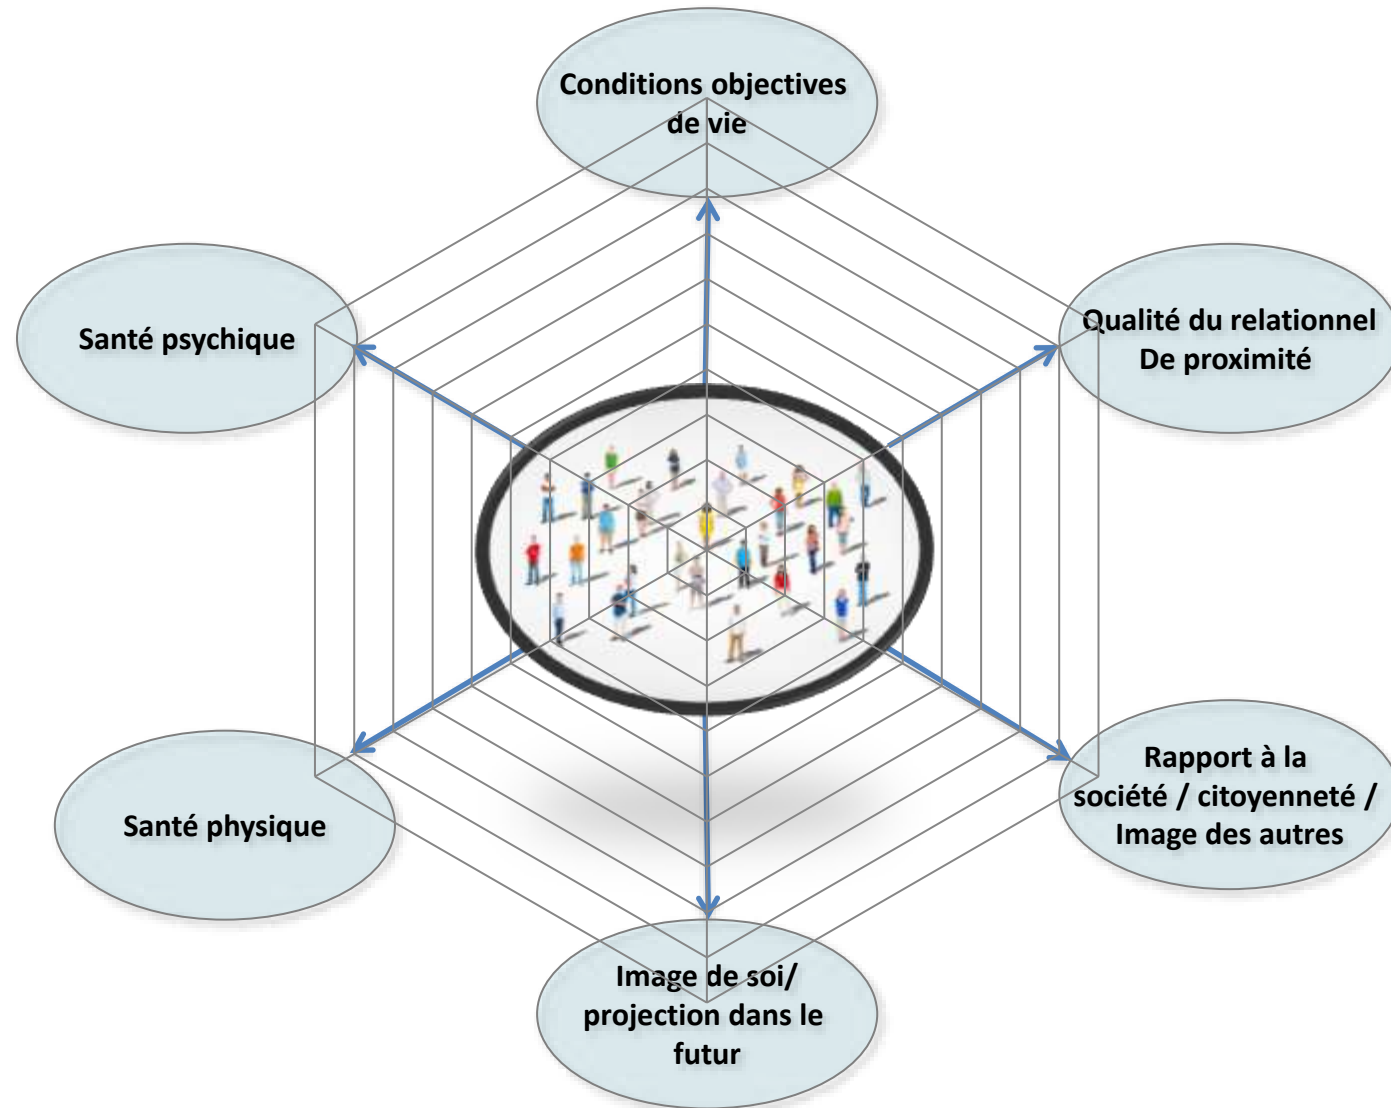 Conditions objectives
de vie
Santé psychique
Qualité du relationnel
De proximité
Santé physique
Rapport à la
société / citoyenneté /
Image des autres
Image de soi/
projection dans le
futur